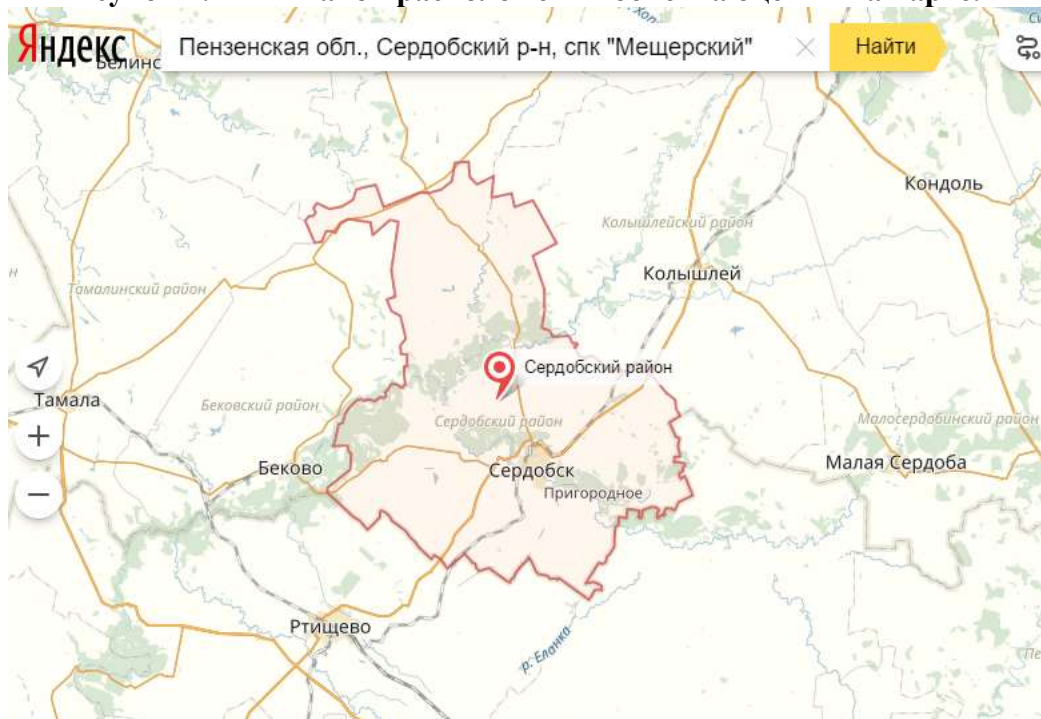 Яндекс
Пензенская обл., Сердобский р-н, спк "Мещерский"
Найти
Кондоль
Колышлейский район
Колышлей
Тамалинский район
Сердобский район
Тамала
Бековский район
Сердобский район
Малосердобинский район
Беково
Сердобск
Малая Сердоба
Пригородное
Ртищево
р. Еланка